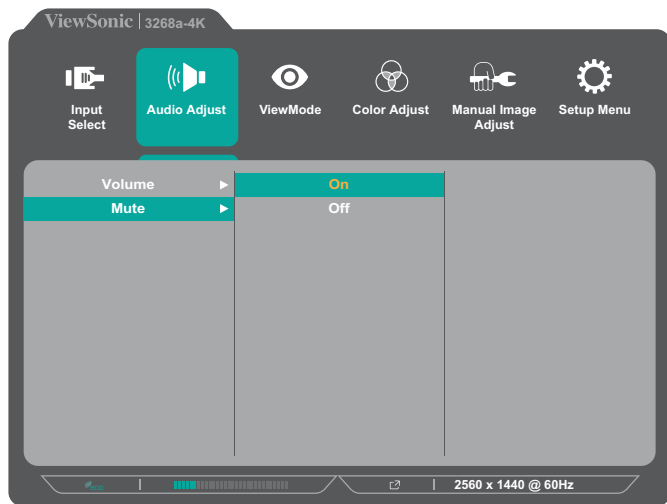 ViewSonic | 3268a-4K
Input
Select
Audio Adjust
ViewMode
Color Adjust
Manual Image
Adjust
Setup Menu
Volume
Mute
On
Off
2560 x 1440 @ 60Hz